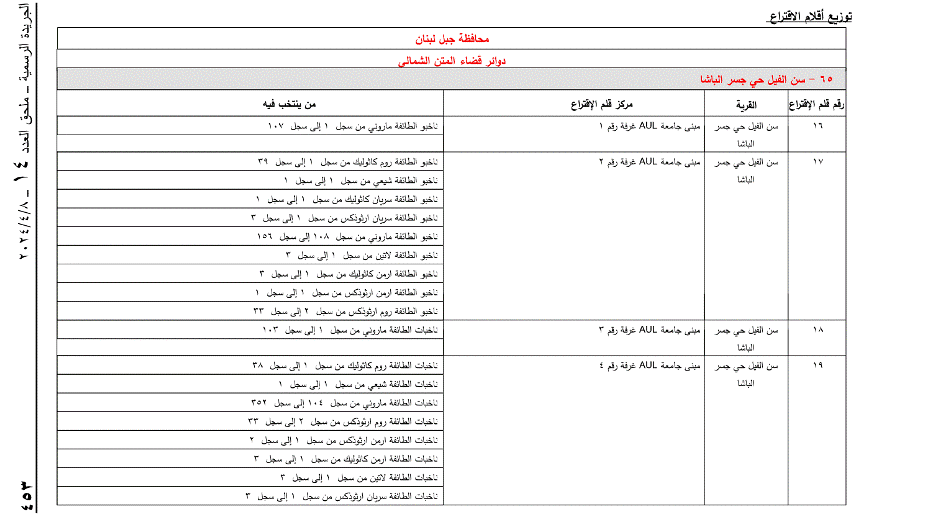 توزيع أقلام الاقتراع
محافظة جبل لبنان
دوائر قضاء المتن الشمالي
٦٥ - سن الفيل حي جسر الباشا
رقم قلم الإقتراع القرية مركز قلم الإقتراع من ينتخب فيه
١٦ سن الفيل حي جسر الباشا مبنى جامعة AUL غرفة رقم ١ ناخبو الطائفة ماروني من سجل ١ إلى سجل ١٠٧
١٧ سن الفيل حي جسر الباشا مبنى جامعة AUL غرفة رقم ٢ ناخبو الطائفة روم كاثوليك من سجل ١ إلى سجل ٣٩
ناخبو الطائفة شيعي من سجل ١ إلى سجل ١
ناخبو الطائفة سريان كاثوليك من سجل ١ إلى سجل ١
ناخبو الطائفة سريان ارثوذكس من سجل ١ إلى سجل ٣
ناخبو الطائفة ماروني من سجل ١٠٨ إلى سجل ١٥٦
ناخبو الطائفة لاتين من سجل ١ إلى سجل ٣
ناخبو الطائفة ارمن كاثوليك من سجل ١ إلى سجل ٣
ناخبو الطائفة ارمن ارثوذكس من سجل ١ إلى سجل ١
ناخبو الطائفة روم ارثوذكس من سجل ٢ إلى سجل ٣٣
١٨ سن الفيل حي جسر الباشا مبنى جامعة AUL غرفة رقم ٣ ناخبات الطائفة ماروني من سجل ١ إلى سجل ١٠٣
١٩ سن الفيل حي جسر الباشا مبنى جامعة AUL غرفة رقم ٤ ناخبات الطائفة روم كاثوليك من سجل ١ إلى سجل ٣٨
ناخبات الطائفة شيعي من سجل ١ إلى سجل ١
ناخبات الطائفة ماروني من سجل ١٠٤ إلى سجل ٣٥٢
ناخبات الطائفة روم ارثوذكس من سجل ٢ إلى سجل ٣٣
ناخبات الطائفة ارمن ارثوذكس من سجل ١ إلى سجل ٢
ناخبات الطائفة ارمن كاثوليك من سجل ١ إلى سجل ٣
ناخبات الطائفة لاتين من سجل ١ إلى سجل ٣
ناخبات الطائفة سريان ارثوذكس من سجل ١ إلى سجل ٣
الجريدة الرسمية – ملحق العدد ١٤ – ٢٠٢٤/٤/٨
٤٥٣